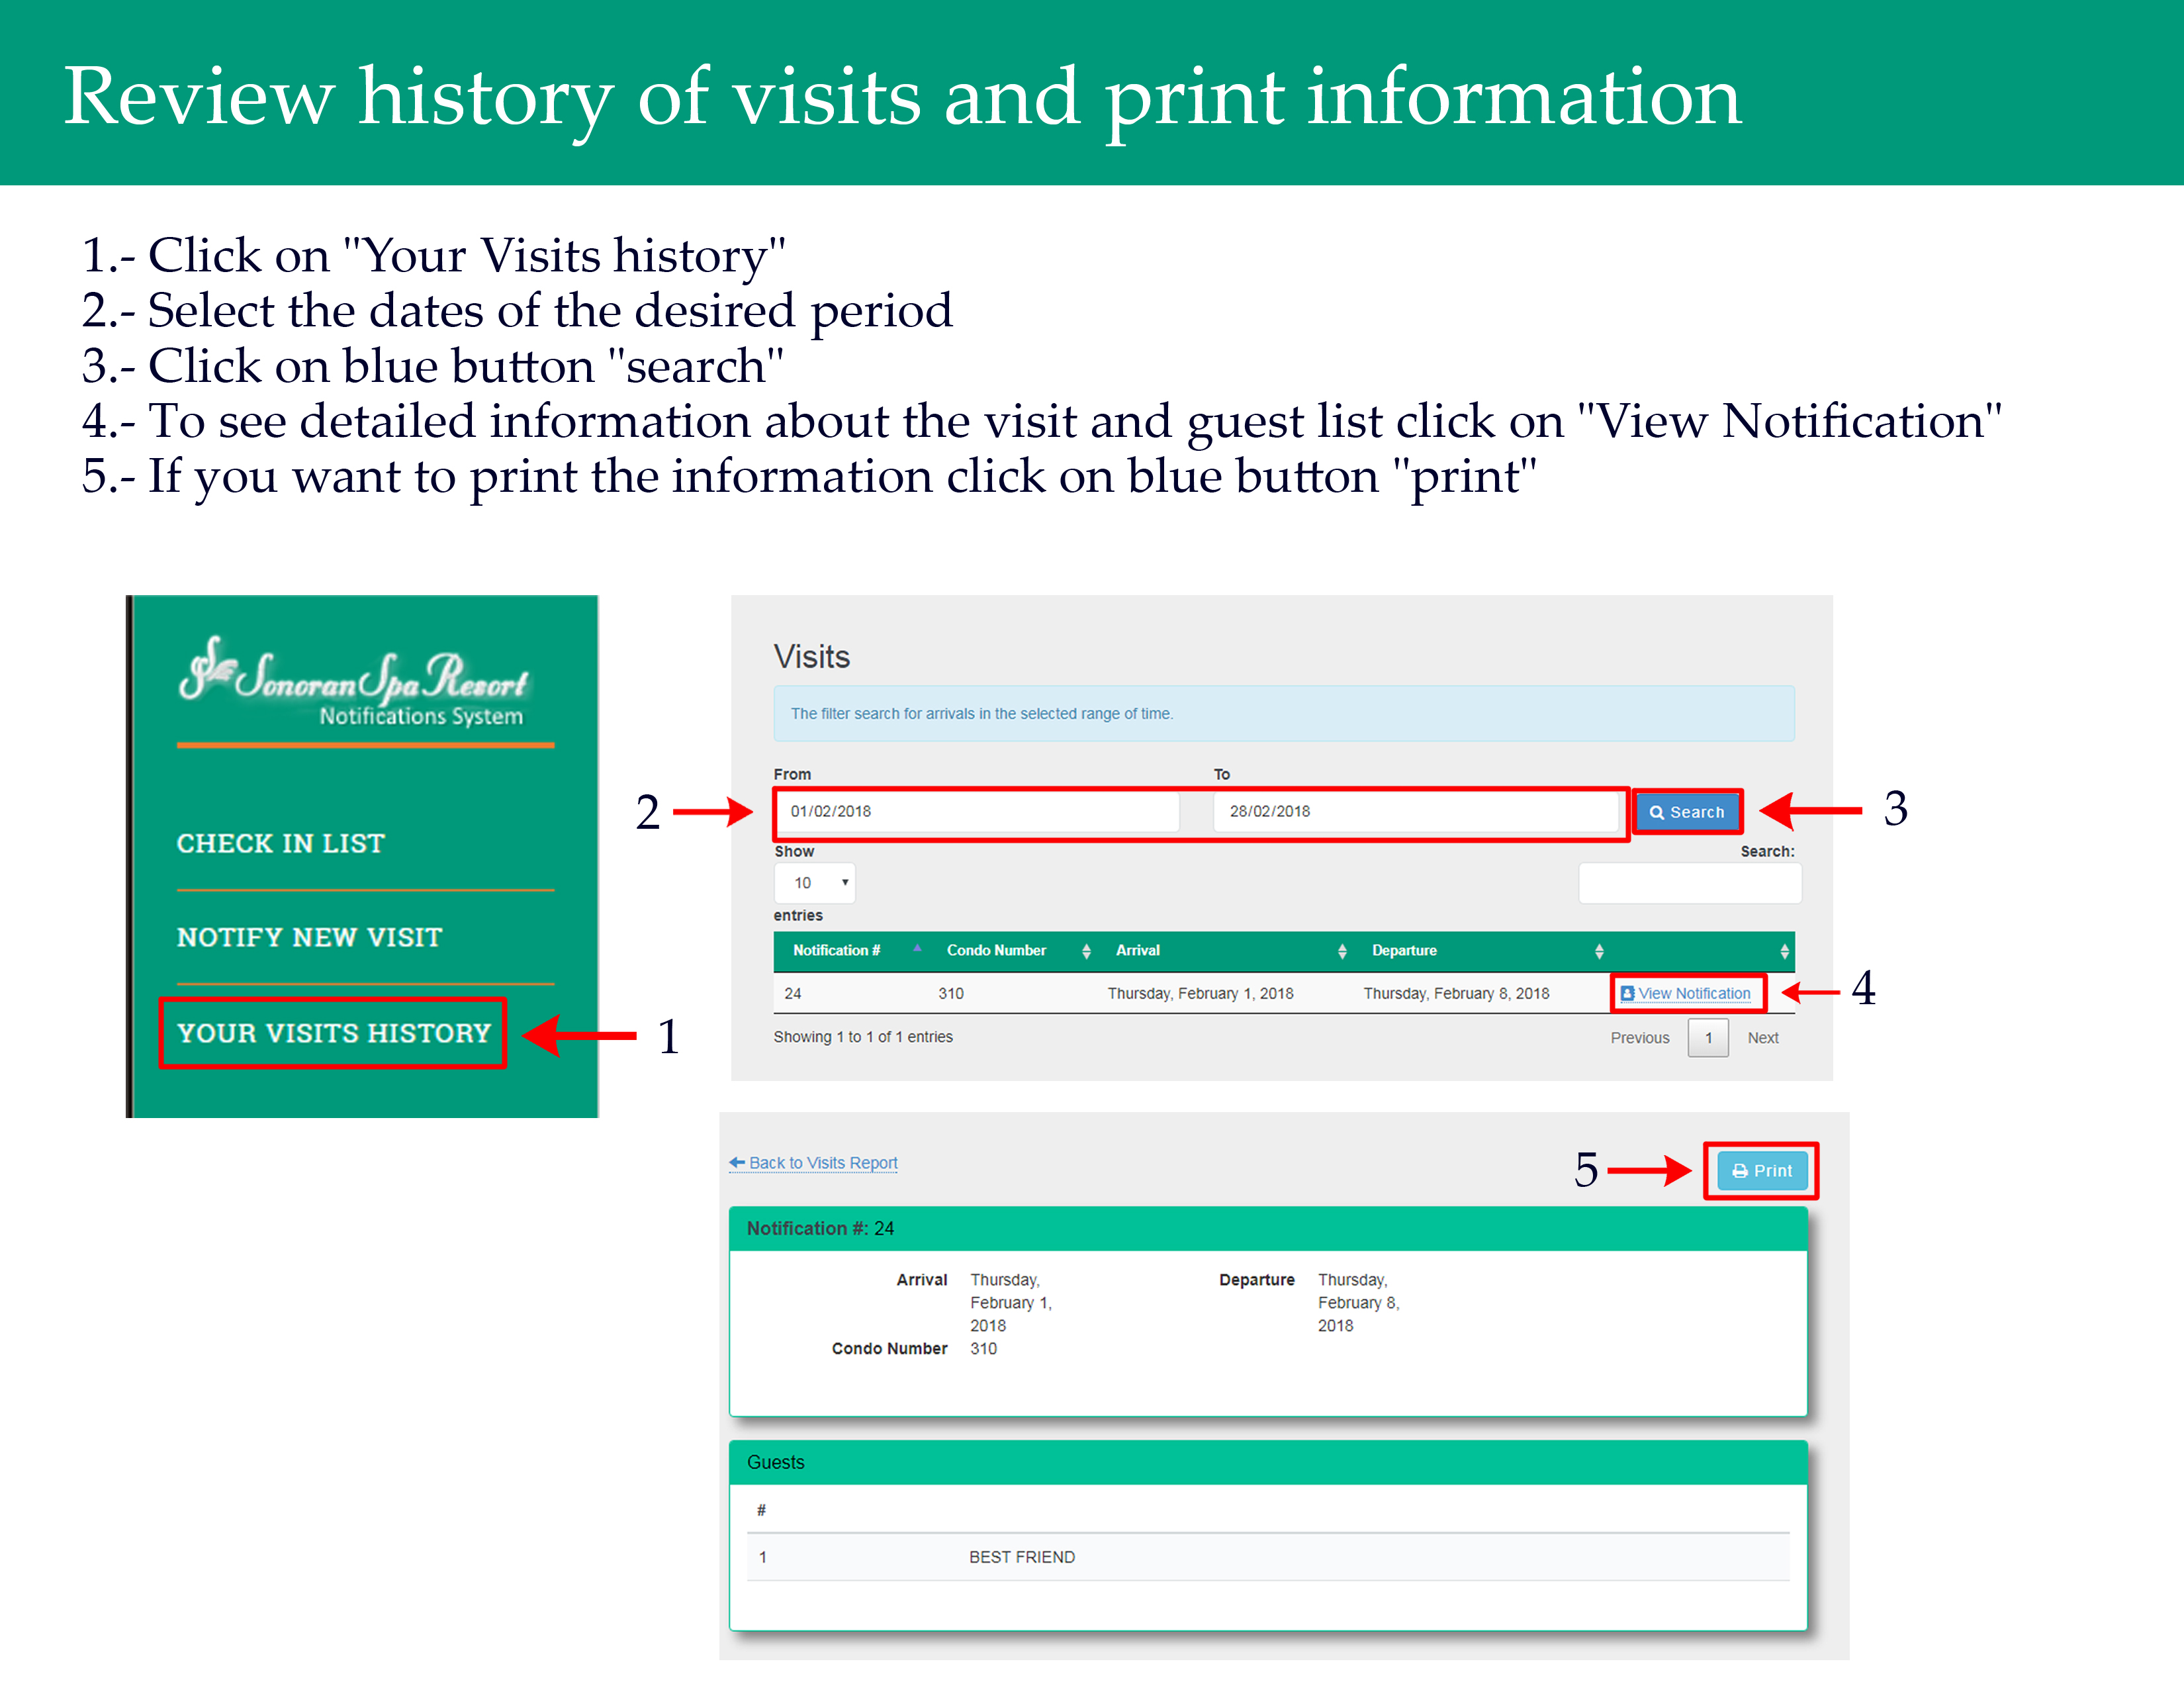 Review history of visits and print information
1.- Click on "Your Visits history"
2.- Select the dates of the desired period
3.- Click on blue button "search"
4.- To see detailed information about the visit and guest list click on "View Notification"
5.- If you want to print the information click on blue button "print"
Sonoran Spa Resort
Notifications System
CHECK IN LIST
NOTIFY NEW VISIT
YOUR VISITS HISTORY
1
Visits
The filter search for arrivals in the selected range of time.
From To
2 01/02/2018 28/02/2018 Search 3
Show Search:
10
entries
Notification # Condo Number Arrival Departure
24 310 Thursday, February 1, 2018 Thursday, February 8, 2018 View Notification 4
Showing 1 to 1 of 1 entries Previous 1 Next
Back to Visits Report 5 Print
Notification #: 24
Arrival Thursday, Departure Thursday,
February 1, February 8,
2018 2018
Condo Number 310
Guests
#
1 BEST FRIEND